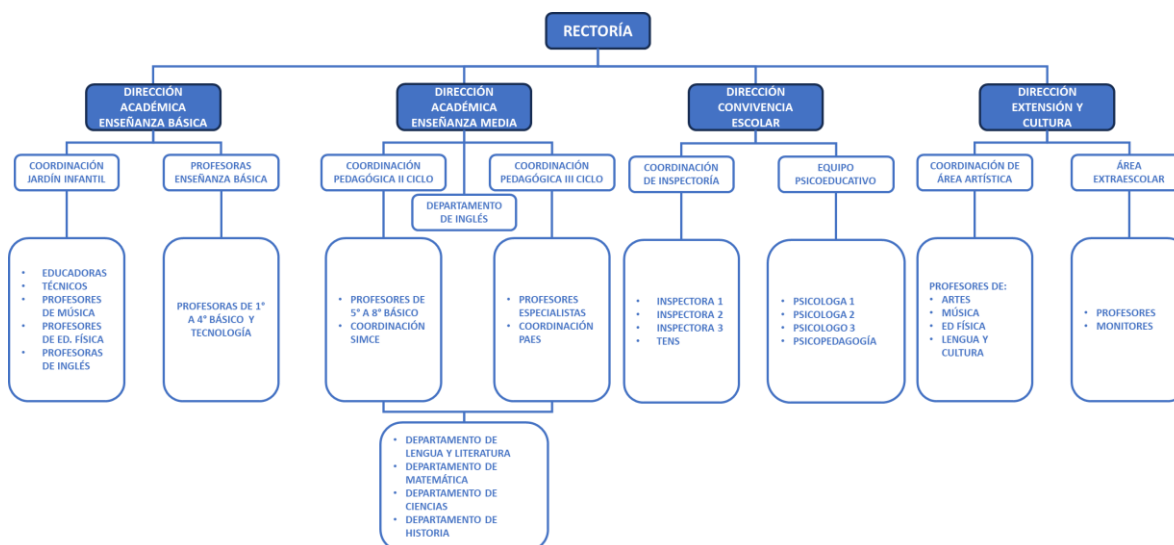 RECTORÍA
DIRECCIÓN
ACADÉMICA
ENSEÑANZA BÁSICA
DIRECCIÓN
ACADÉMICA
ENSEÑANZA MEDIA
DIRECCIÓN
CONVIVENCIA
ESCOLAR
DIRECCIÓN
EXTENSIÓN Y
CULTURA
COORDINACIÓN
JARDÍN INFANTIL
PROFESORAS
ENSEÑANZA BÁSICA
COORDINACIÓN
PEDAGÓGICA II CICLO
COORDINACIÓN
PEDAGÓGICA III CICLO
COORDINACIÓN
DE INSPECTORÍA
EQUIPO
PSICOEDUCATIVO
COORDINACIÓN DE
ÁREA ARTÍSTICA
ÁREA
EXTRAESCOLAR
DEPARTAMENTO
DE INGLÉS
• EDUCADORAS
• TÉCNICOS
• PROFESORES
DE MÚSICA
• PROFESORES
DE ED. FÍSICA
• PROFESORAS
DE INGLÉS
PROFESORAS DE 1°
A 4° BÁSICO Y
TECNOLOGÍA
• PROFESORES DE
5° A 8° BÁSICO
• COORDINACIÓN
SIMCE
• PROFESORES
ESPECIALISTAS
• COORDINACIÓN
PAES
• INSPECTORA 1
• INSPECTORA 2
• INSPECTORA 3
• TENS
• PSICOLOGA 1
• PSICOLOGA 2
• PSICOLOGO 3
• PSICOPEDAGOGÍA
PROFESORES DE:
• ARTES
• MÚSICA
• ED FÍSICA
• LENGUA Y
CULTURA
• PROFESORES
• MONITORES
• DEPARTAMENTO DE
LENGUA Y LITERATURA
• DEPARTAMENTO DE
MATEMÁTICA
• DEPARTAMENTO DE
CIENCIAS
• DEPARTAMENTO DE
HISTORIA